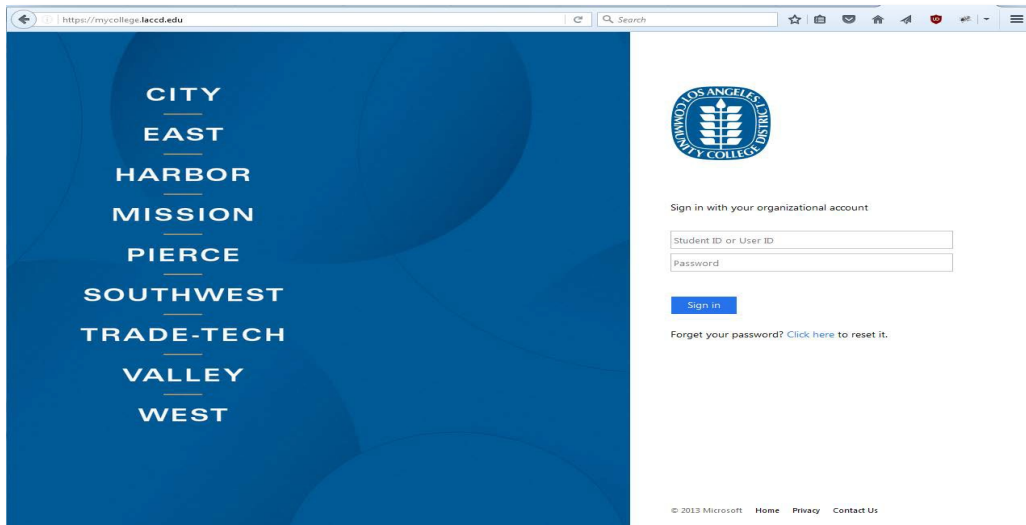 https://mycollege.laccd.edu
Search
CITY
EAST
HARBOR
MISSION
PIERCE
SOUTHWEST
TRADE-TECH
VALLEY
WEST
LOS ANGELES
COMMUNITY COLLEGE DISTRICT
Sign in with your organizational account
Student ID or User ID
Password
Sign in
Forget your password? Click here to reset it.
© 2013 Microsoft Home Privacy Contact Us